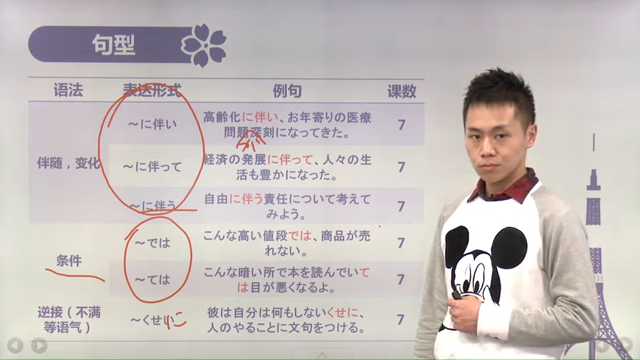 句型
语法 表达形式 例句 课数
伴随，变化
～に伴い 高齢化に伴い、お年寄りの医療
問題深刻になってきた。 7
～に伴って 経済の発展に伴って、人々の生
活も豊かになった。 7
～に伴う 自由に伴う責任について考えて
みよう。 7
条件
～では こんな高い値段では、商品が売
れない。 7
～ては こんな暗い所で本を読んでいて
は目が悪くなるよ。 7
逆接（不满
等语气） ～くせに 彼は自分は何もしないくせに、
人のやることに文句をつける。 7